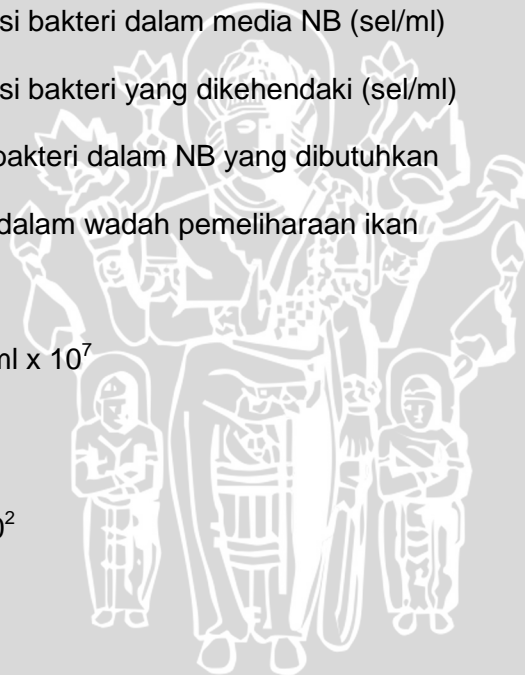 si bakteri dalam media NB (sel/ml)
si bakteri yang dikehendaki (sel/ml)
bakteri dalam NB yang dibutuhkan
dalam wadah pemeliharaan ikan
ml x 10⁷
0²